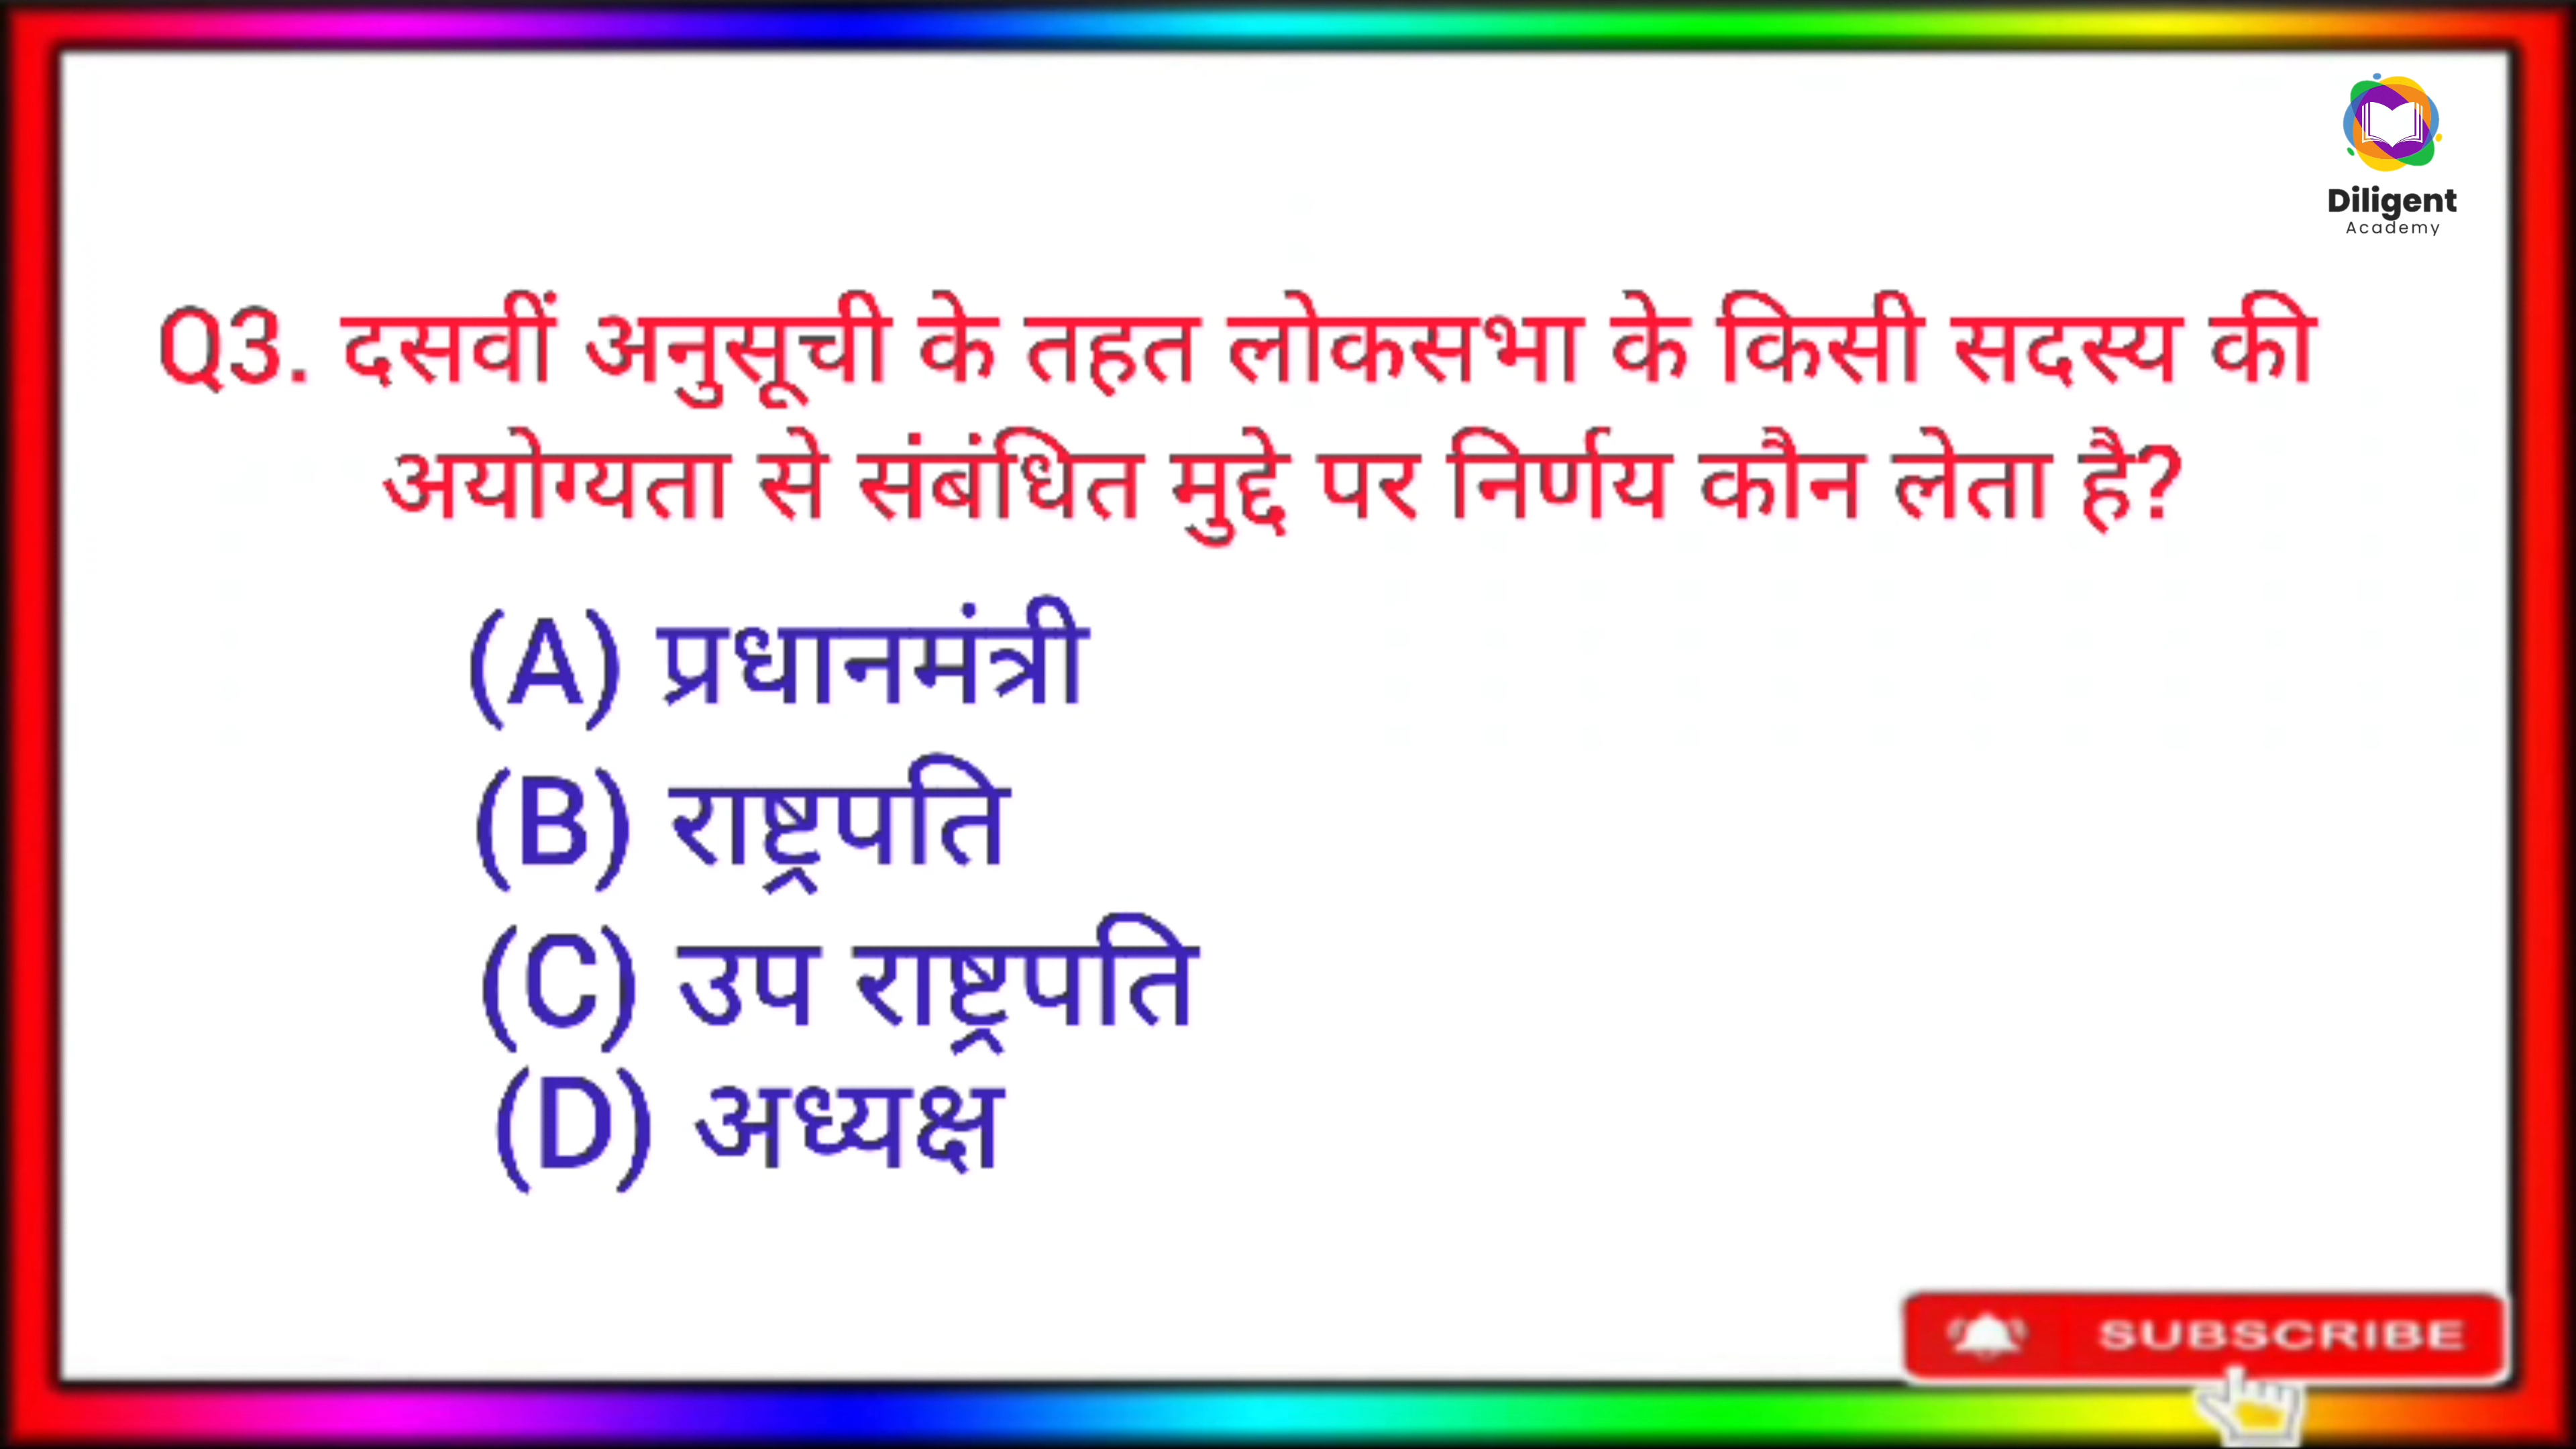 Diligent
Academy
Q3. दसवीं अनुसूची के तहत लोकसभा के किसी सदस्य की
अयोग्यता से संबंधित मुद्दे पर निर्णय कौन लेता है?
(A) प्रधानमंत्री
(B) राष्ट्रपति
(C) उप राष्ट्रपति
(D) अध्यक्ष
SUBSCRIBE